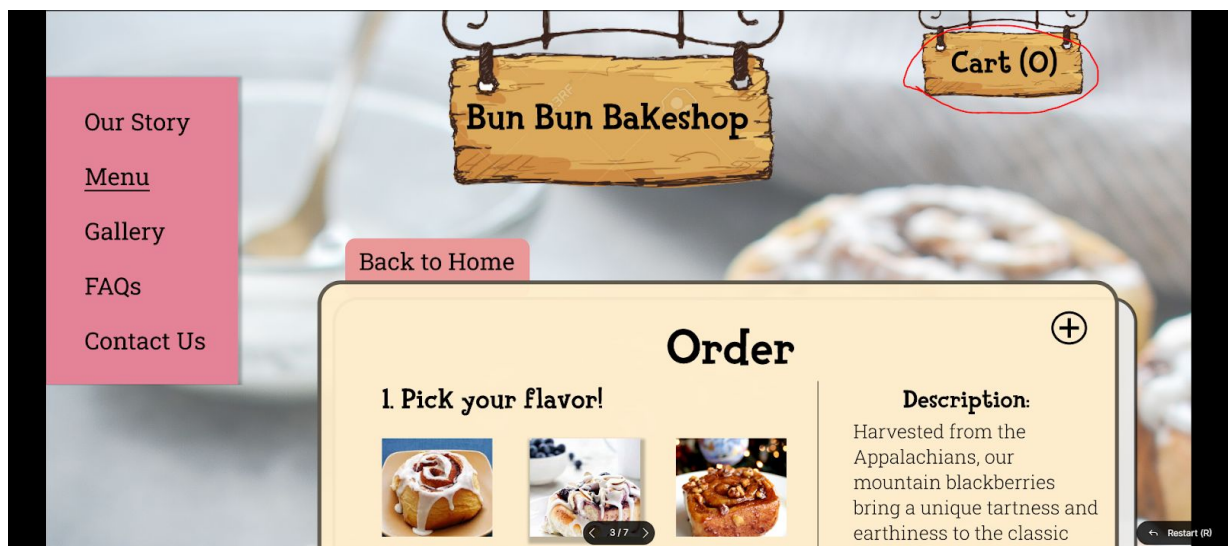 Bun Bun Bakeshop
Cart (0)
Our Story
Menu
Gallery
FAQs
Contact Us
Back to Home
Order
1. Pick your flavor!
Description:
Harvested from the
Appalachians, our
mountain blackberries
bring a unique tartness and
earthiness to the classic
3 / 7
Restart (R)